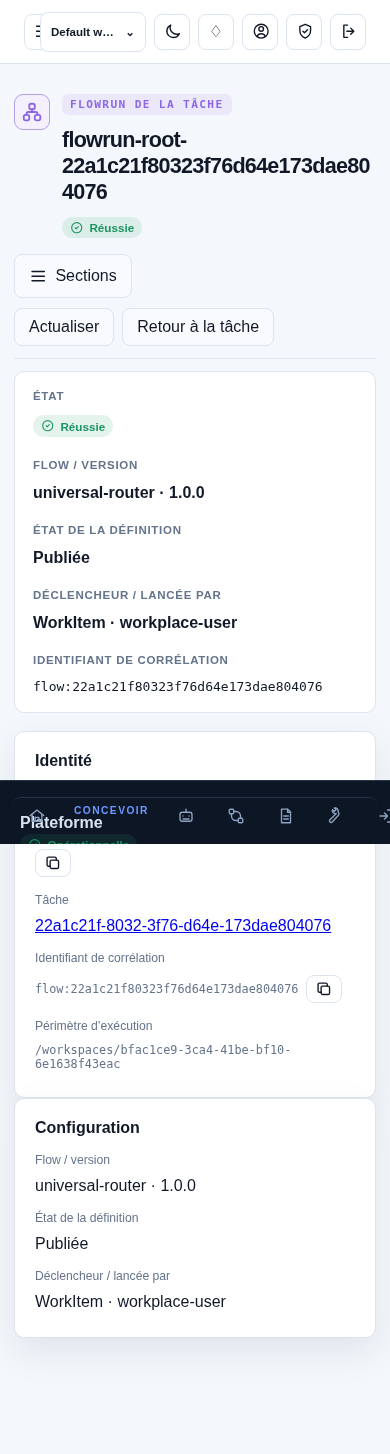 Default w... ⌄
FLOWRUN DE LA TÂCHE
flowrun-root-
22a1c21f80323f76d64e173dae80
4076
Réussie
Sections
Actualiser
Retour à la tâche
ÉTAT
Réussie
FLOW / VERSION
universal-router · 1.0.0
ÉTAT DE LA DÉFINITION
Publiée
DÉCLENCHEUR / LANCÉE PAR
WorkItem · workplace-user
IDENTIFIANT DE CORRÉLATION
flow:22a1c21f80323f76d64e173dae804076
Identité
CONCEVOIR
Plateforme
Opérationnelle
Tâche
22a1c21f-8032-3f76-d64e-173dae804076
Identifiant de corrélation
flow:22a1c21f80323f76d64e173dae804076
Périmètre d'exécution
/workspaces/bfac1ce9-3ca4-41be-bf10-
6e1638f43eac
Configuration
Flow / version
universal-router · 1.0.0
État de la définition
Publiée
Déclencheur / lancée par
WorkItem · workplace-user